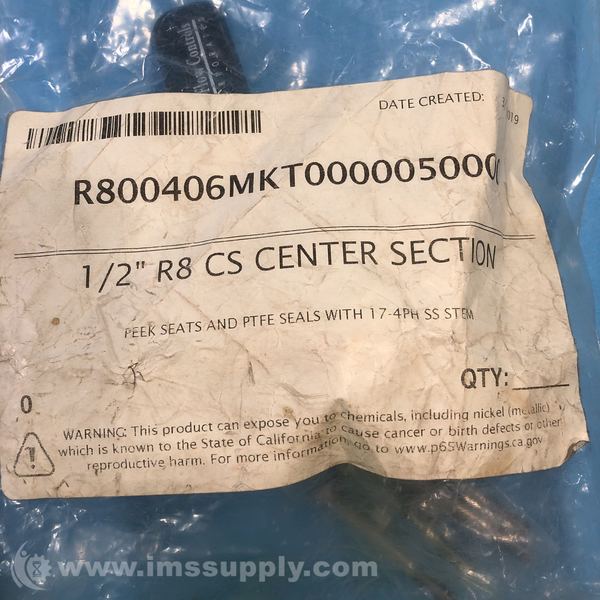 Flow Controls
DATE CREATED:
R800406MKT000005000
1/2" R8 CS CENTER SECTION
PEEK SEATS AND PTFE SEALS WITH 17-4PH SS STEM
QTY:
0
WARNING: This product can expose you to chemicals, including nickel (metallic)
which is known to the State of California to cause cancer or birth defects or other
reproductive harm. For more information, go to www.p65Warnings.ca.gov
www.imssupply.com